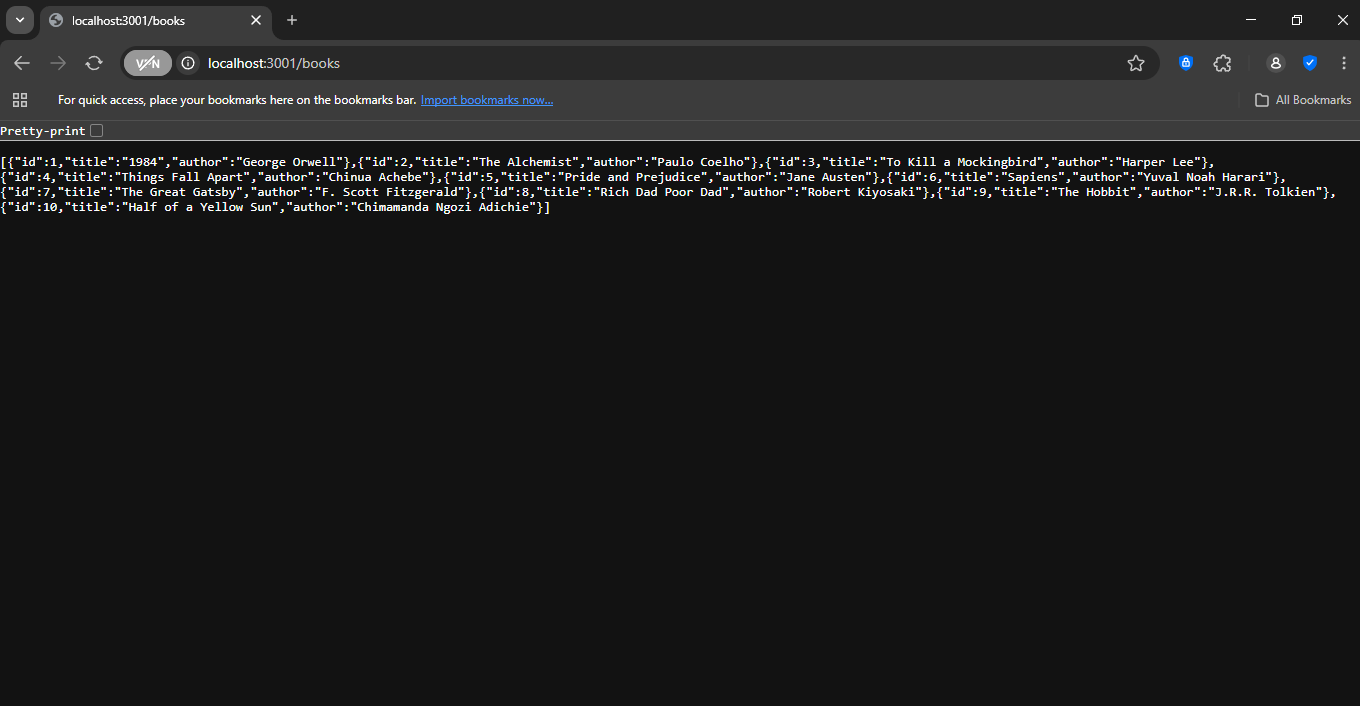 localhost:3001/books
VPN
localhost:3001/books
For quick access, place your bookmarks here on the bookmarks bar. Import bookmarks now...
All Bookmarks
Pretty-print
[{"id":1,"title":"1984","author":"George Orwell"},{"id":2,"title":"The Alchemist","author":"Paulo Coelho"},{"id":3,"title":"To Kill a Mockingbird","author":"Harper Lee"},
{"id":4,"title":"Things Fall Apart","author":"Chinua Achebe"},{"id":5,"title":"Pride and Prejudice","author":"Jane Austen"},{"id":6,"title":"Sapiens","author":"Yuval Noah Harari"},
{"id":7,"title":"The Great Gatsby","author":"F. Scott Fitzgerald"},{"id":8,"title":"Rich Dad Poor Dad","author":"Robert Kiyosaki"},{"id":9,"title":"The Hobbit","author":"J.R.R. Tolkien"},
{"id":10,"title":"Half of a Yellow Sun","author":"Chimamanda Ngozi Adichie"}]